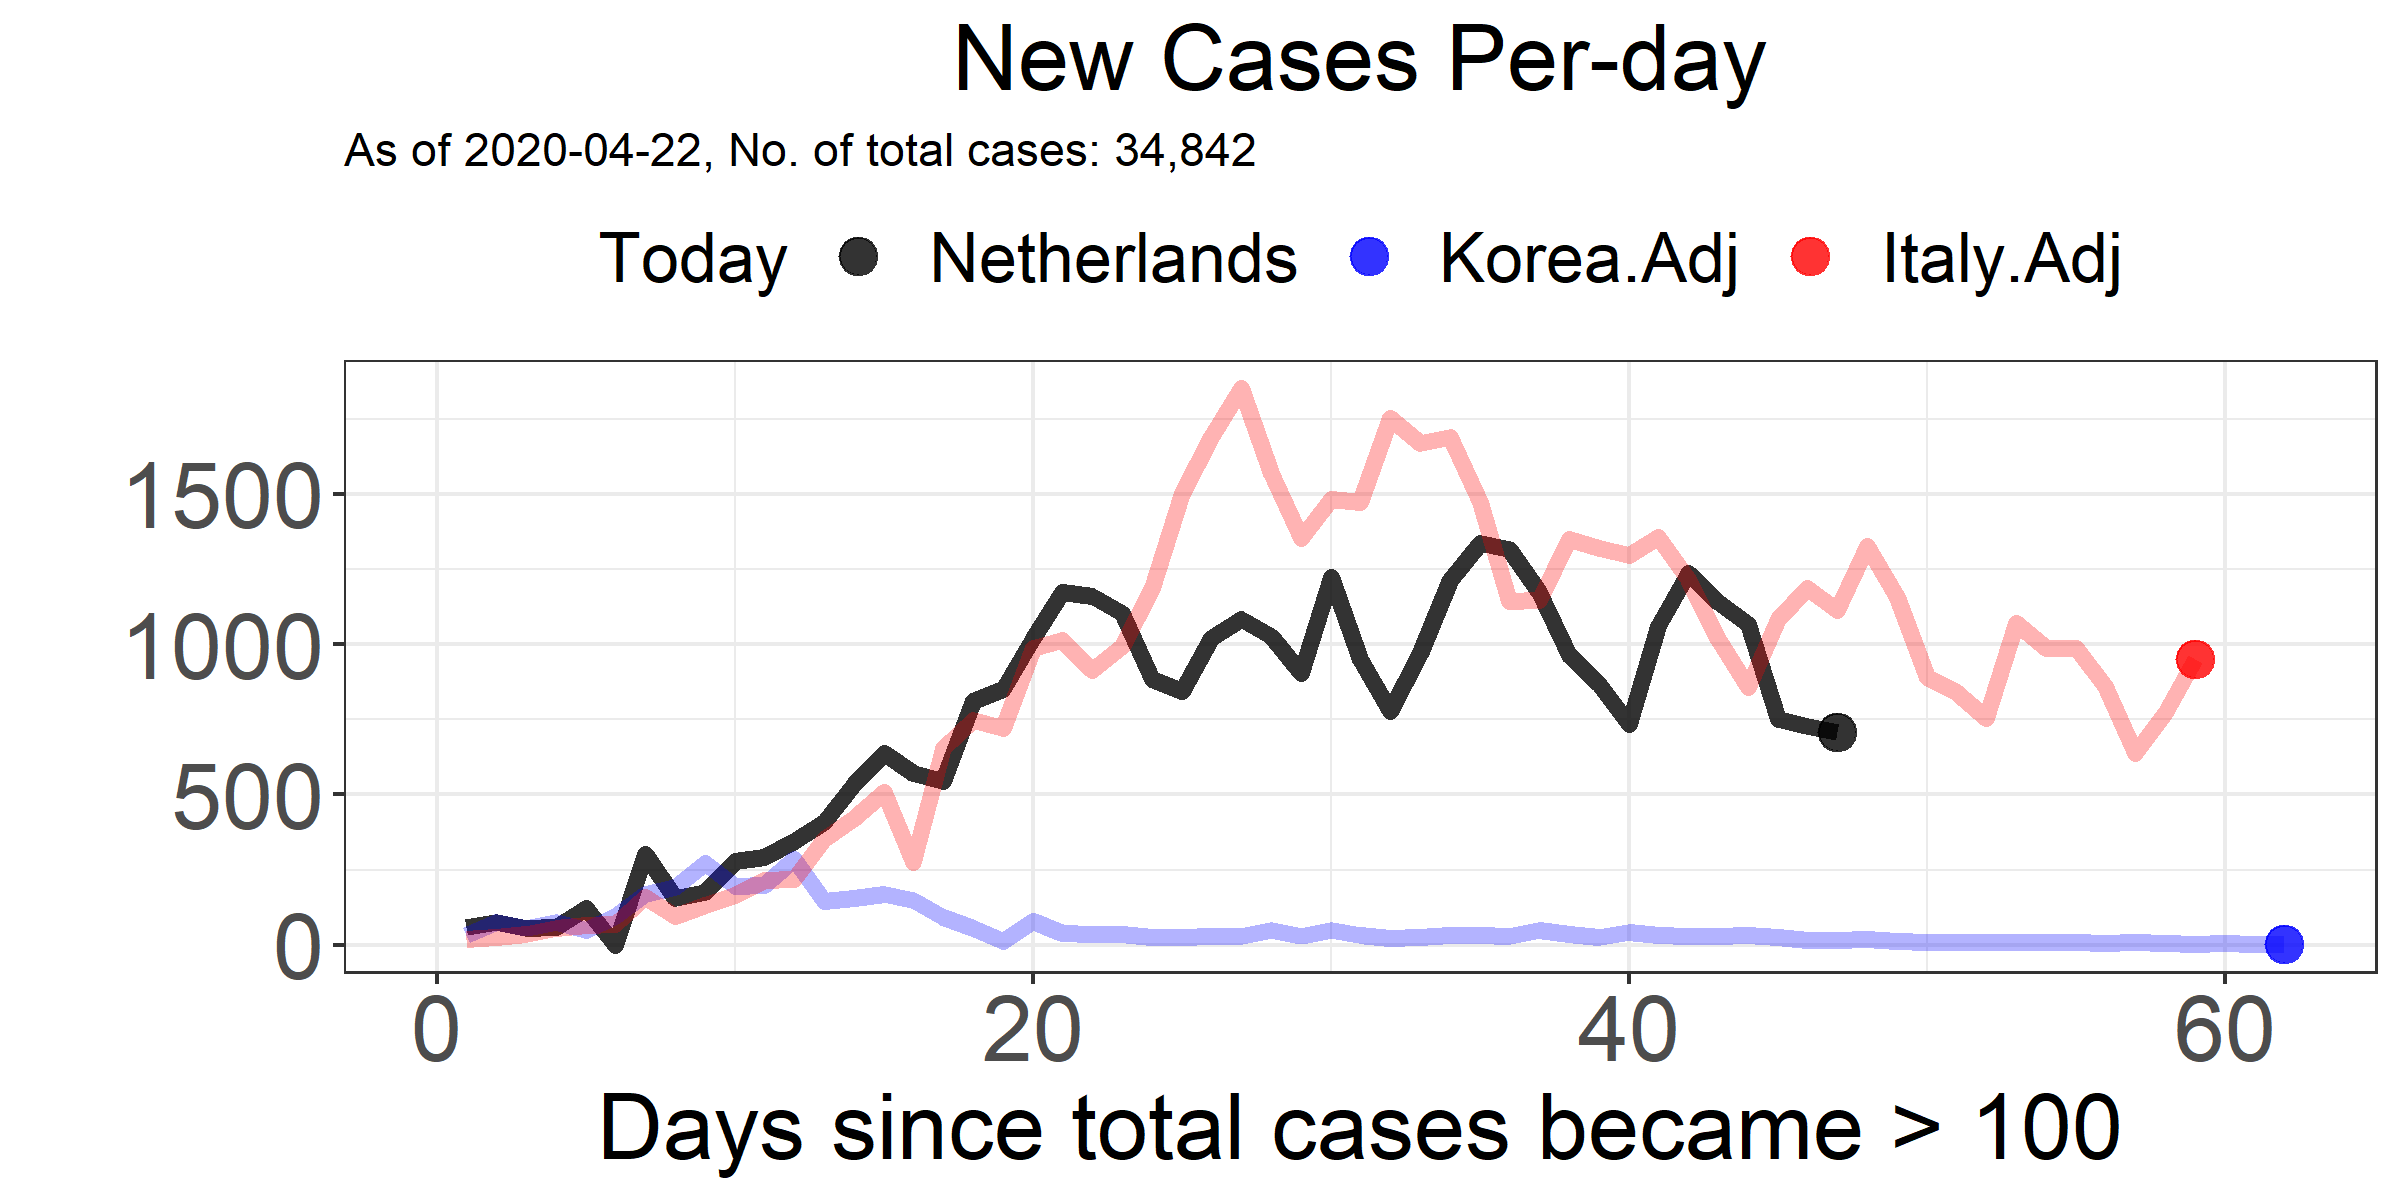 New Cases Per-day
As of 2020-04-22, No. of total cases: 34,842
Today Netherlands Korea.Adj Italy.Adj
1500
1000
500
0
0 20 40 60
Days since total cases became > 100